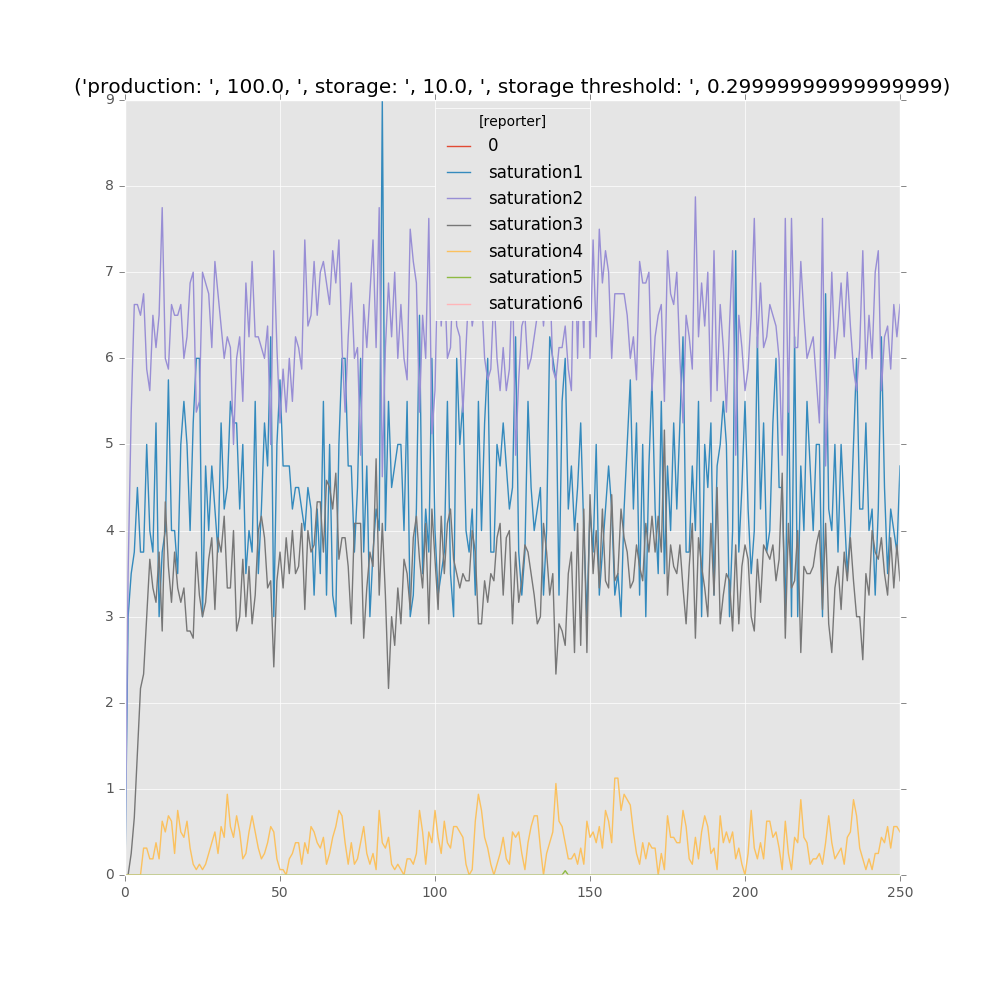 ('production: ', 100.0, ', storage: ', 10.0, ', storage threshold: ', 0.29999999999999999)
[reporter]
0
saturation1
saturation2
saturation3
saturation4
saturation5
saturation6
9
8
7
6
5
4
3
2
1
0
0 50 100 150 200 250